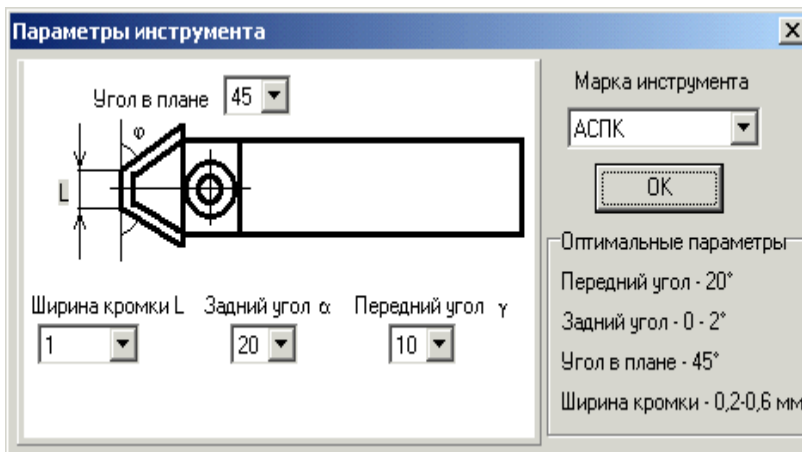 Параметры инструмента
Угол в плане 45
φ
L
Ширина кромки L Задний угол α Передний угол γ
1 20 10
Марка инструмента
АСПК
OK
Оптимальные параметры
Передний угол - 20°
Задний угол - 0 - 2°
Угол в плане - 45°
Ширина кромки - 0,2-0,6 мм